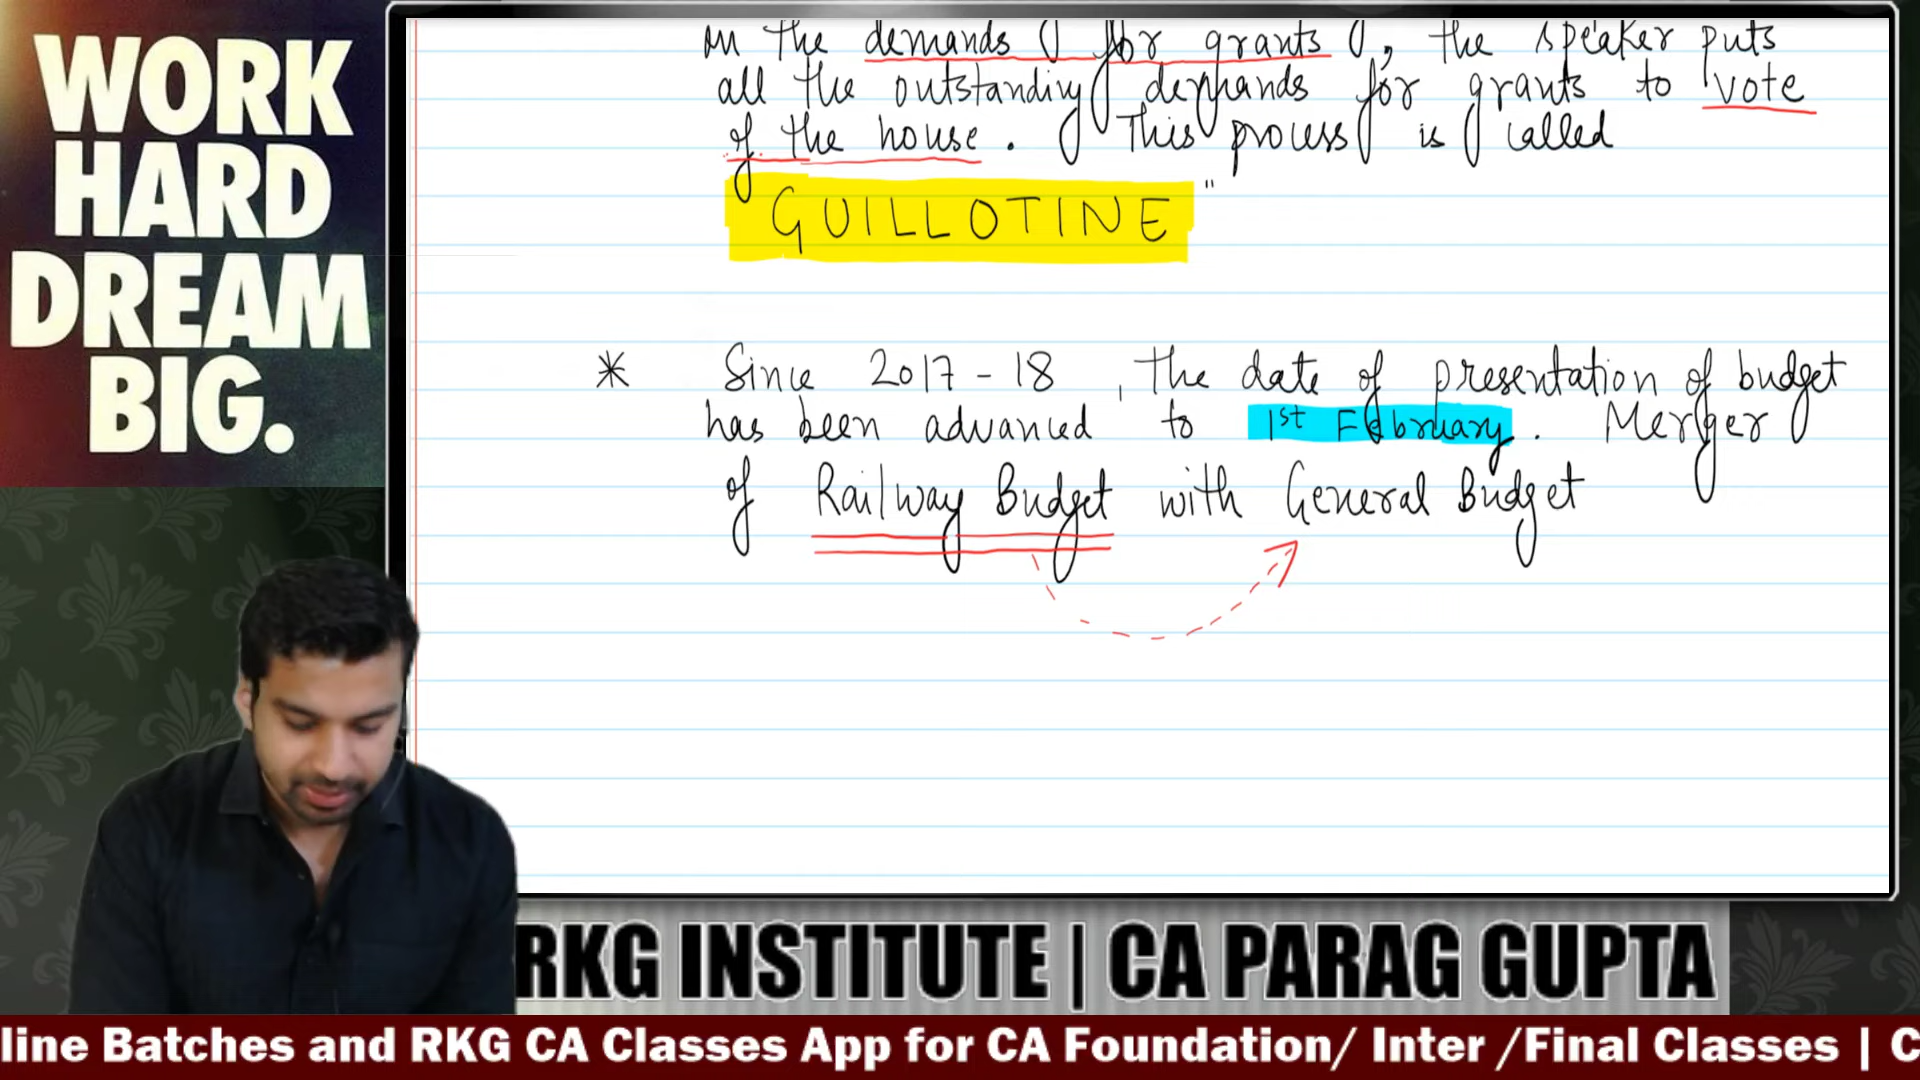 WORK
HARD
DREAM
BIG.
on the demands for grants, the speaker puts
all the outstanding demands for grants to vote
of the house. This process is called
GUILLOTINE"
* Since 2017-18, the date of presentation of budget
has been advanced to 1st February. Merger
of Railway Budget with General Budget
RKG INSTITUTE | CA PARAG GUPTA
line Batches and RKG CA Classes App for CA Foundation/ Inter /Final Classes | C